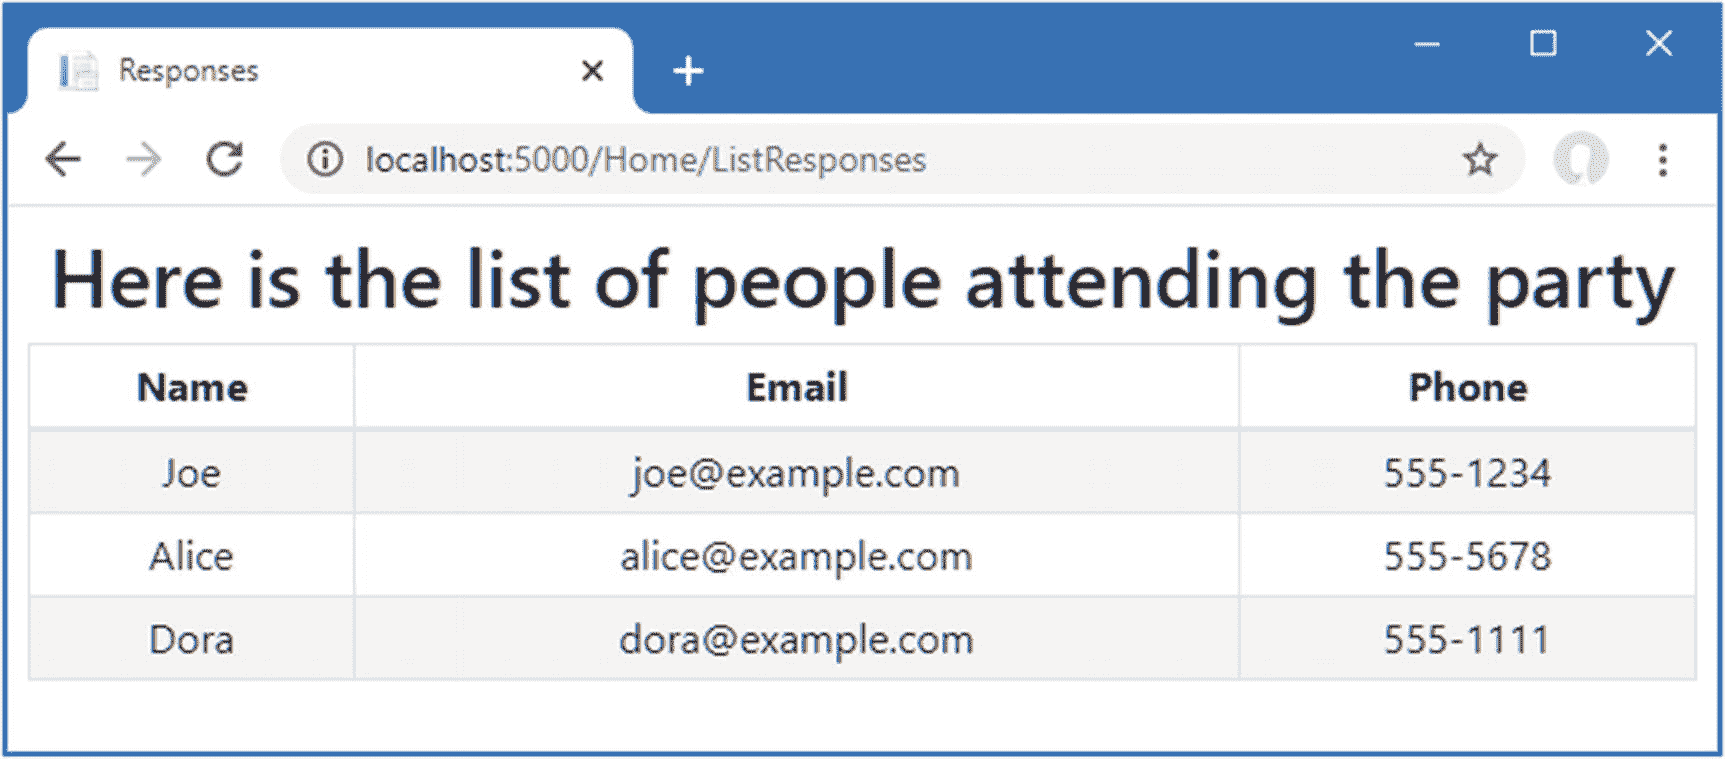 Responses
localhost:5000/Home/ListResponses
Here is the list of people attending the party
Name Email Phone
Joe joe@example.com 555-1234
Alice alice@example.com 555-5678
Dora dora@example.com 555-1111